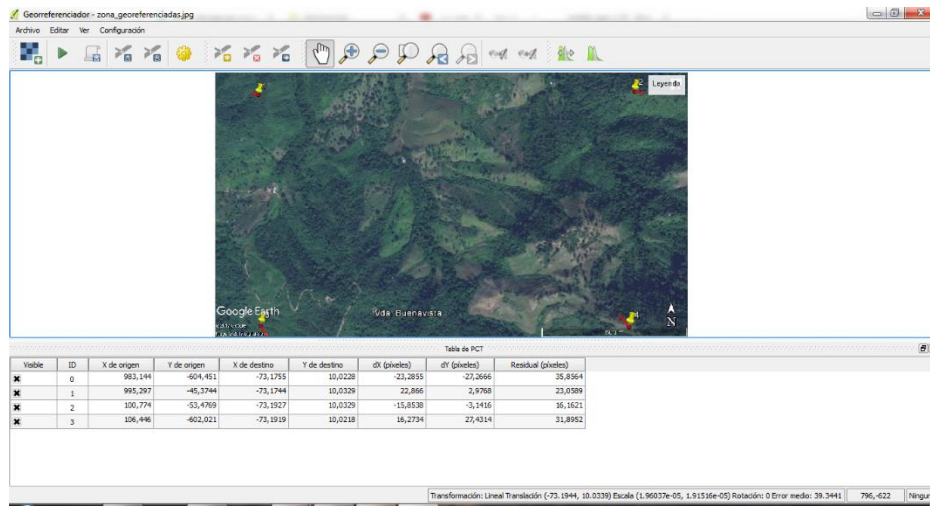 Georreferenciador - zona_georeferenciadas.jpg
Archivo Editar Ver Configuración
2 Leyenda
Google Earth
Vda. Buenavista
4
N
Tabla de PCT
Visible ID X de origen Y de origen X de destino Y de destino dX (píxeles) dY (píxeles) Residual (píxeles)
0 983,144 -604,451 -73,1755 10,0228 -23,2855 -27,2666 35,8564
1 995,297 -45,3744 -73,1744 10,0329 22,866 2,9768 23,0589
2 100,774 -53,4769 -73,1927 10,0329 -15,8538 -3,1416 16,1621
3 106,446 -602,021 -73,1919 10,0218 16,2734 27,4314 31,8952
Transformación: Lineal Translación (-73.1944, 10.0339) Escala (1.96037e-05, 1.91516e-05) Rotación: 0 Error medio: 39.3441 796,-622 Ningur